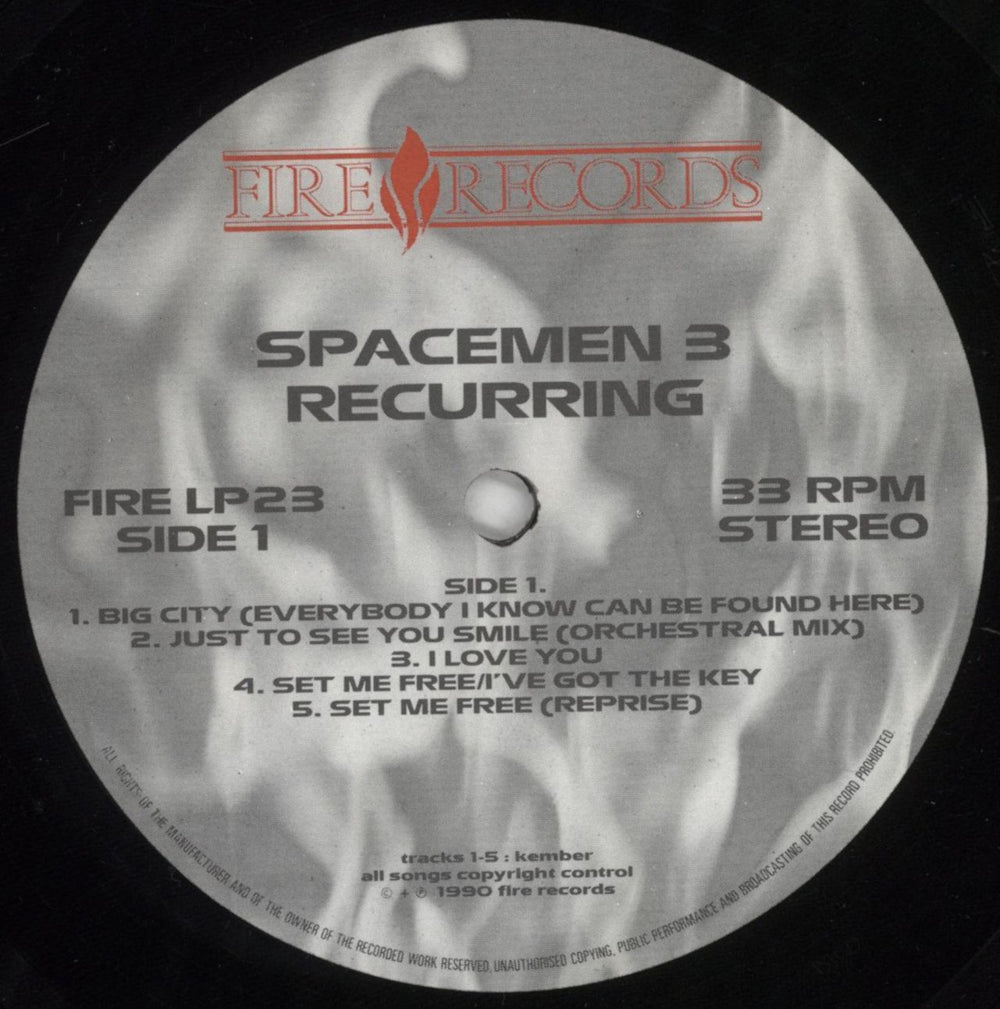 FIRE RECORDS
SPACEMEN 3
RECURRING
FIRE LP23
SIDE 1
33 RPM
STEREO
SIDE 1.
1. BIG CITY (EVERYBODY I KNOW CAN BE FOUND HERE)
2. JUST TO SEE YOU SMILE (ORCHESTRAL MIX)
3. I LOVE YOU
4. SET ME FREE/I'VE GOT THE KEY
5. SET ME FREE (REPRISE)
tracks 1-5 : kember
all songs copyright control
© + ℗ 1990 fire records
ALL RIGHTS OF THE MANUFACTURER AND OF THE OWNER OF THE RECORDED WORK RESERVED, UNAUTHORISED COPYING, PUBLIC PERFORMANCE AND BROADCASTING OF THIS RECORD PROHIBITED.